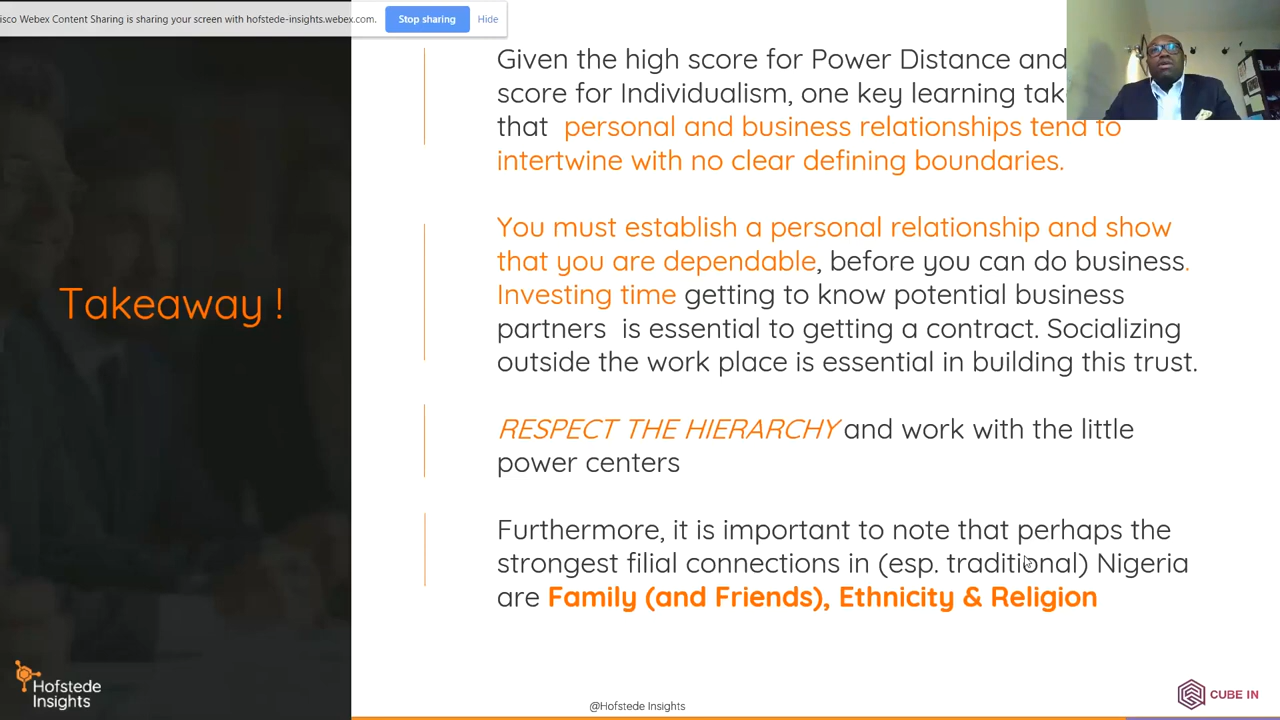 isco Webex Content Sharing is sharing your screen with hofstede-insights.webex.com.
Stop sharing
Hide
Given the high score for Power Distance and
score for Individualism, one key learning tak
that personal and business relationships tend to
intertwine with no clear defining boundaries.
You must establish a personal relationship and show
that you are dependable, before you can do business.
Investing time getting to know potential business
partners is essential to getting a contract. Socializing
outside the work place is essential in building this trust.
Takeaway !
RESPECT THE HIERARCHY and work with the little
power centers
Furthermore, it is important to note that perhaps the
strongest filial connections in (esp. traditional) Nigeria
are Family (and Friends), Ethnicity & Religion
Hofstede
Insights
@Hofstede Insights
CUBE IN